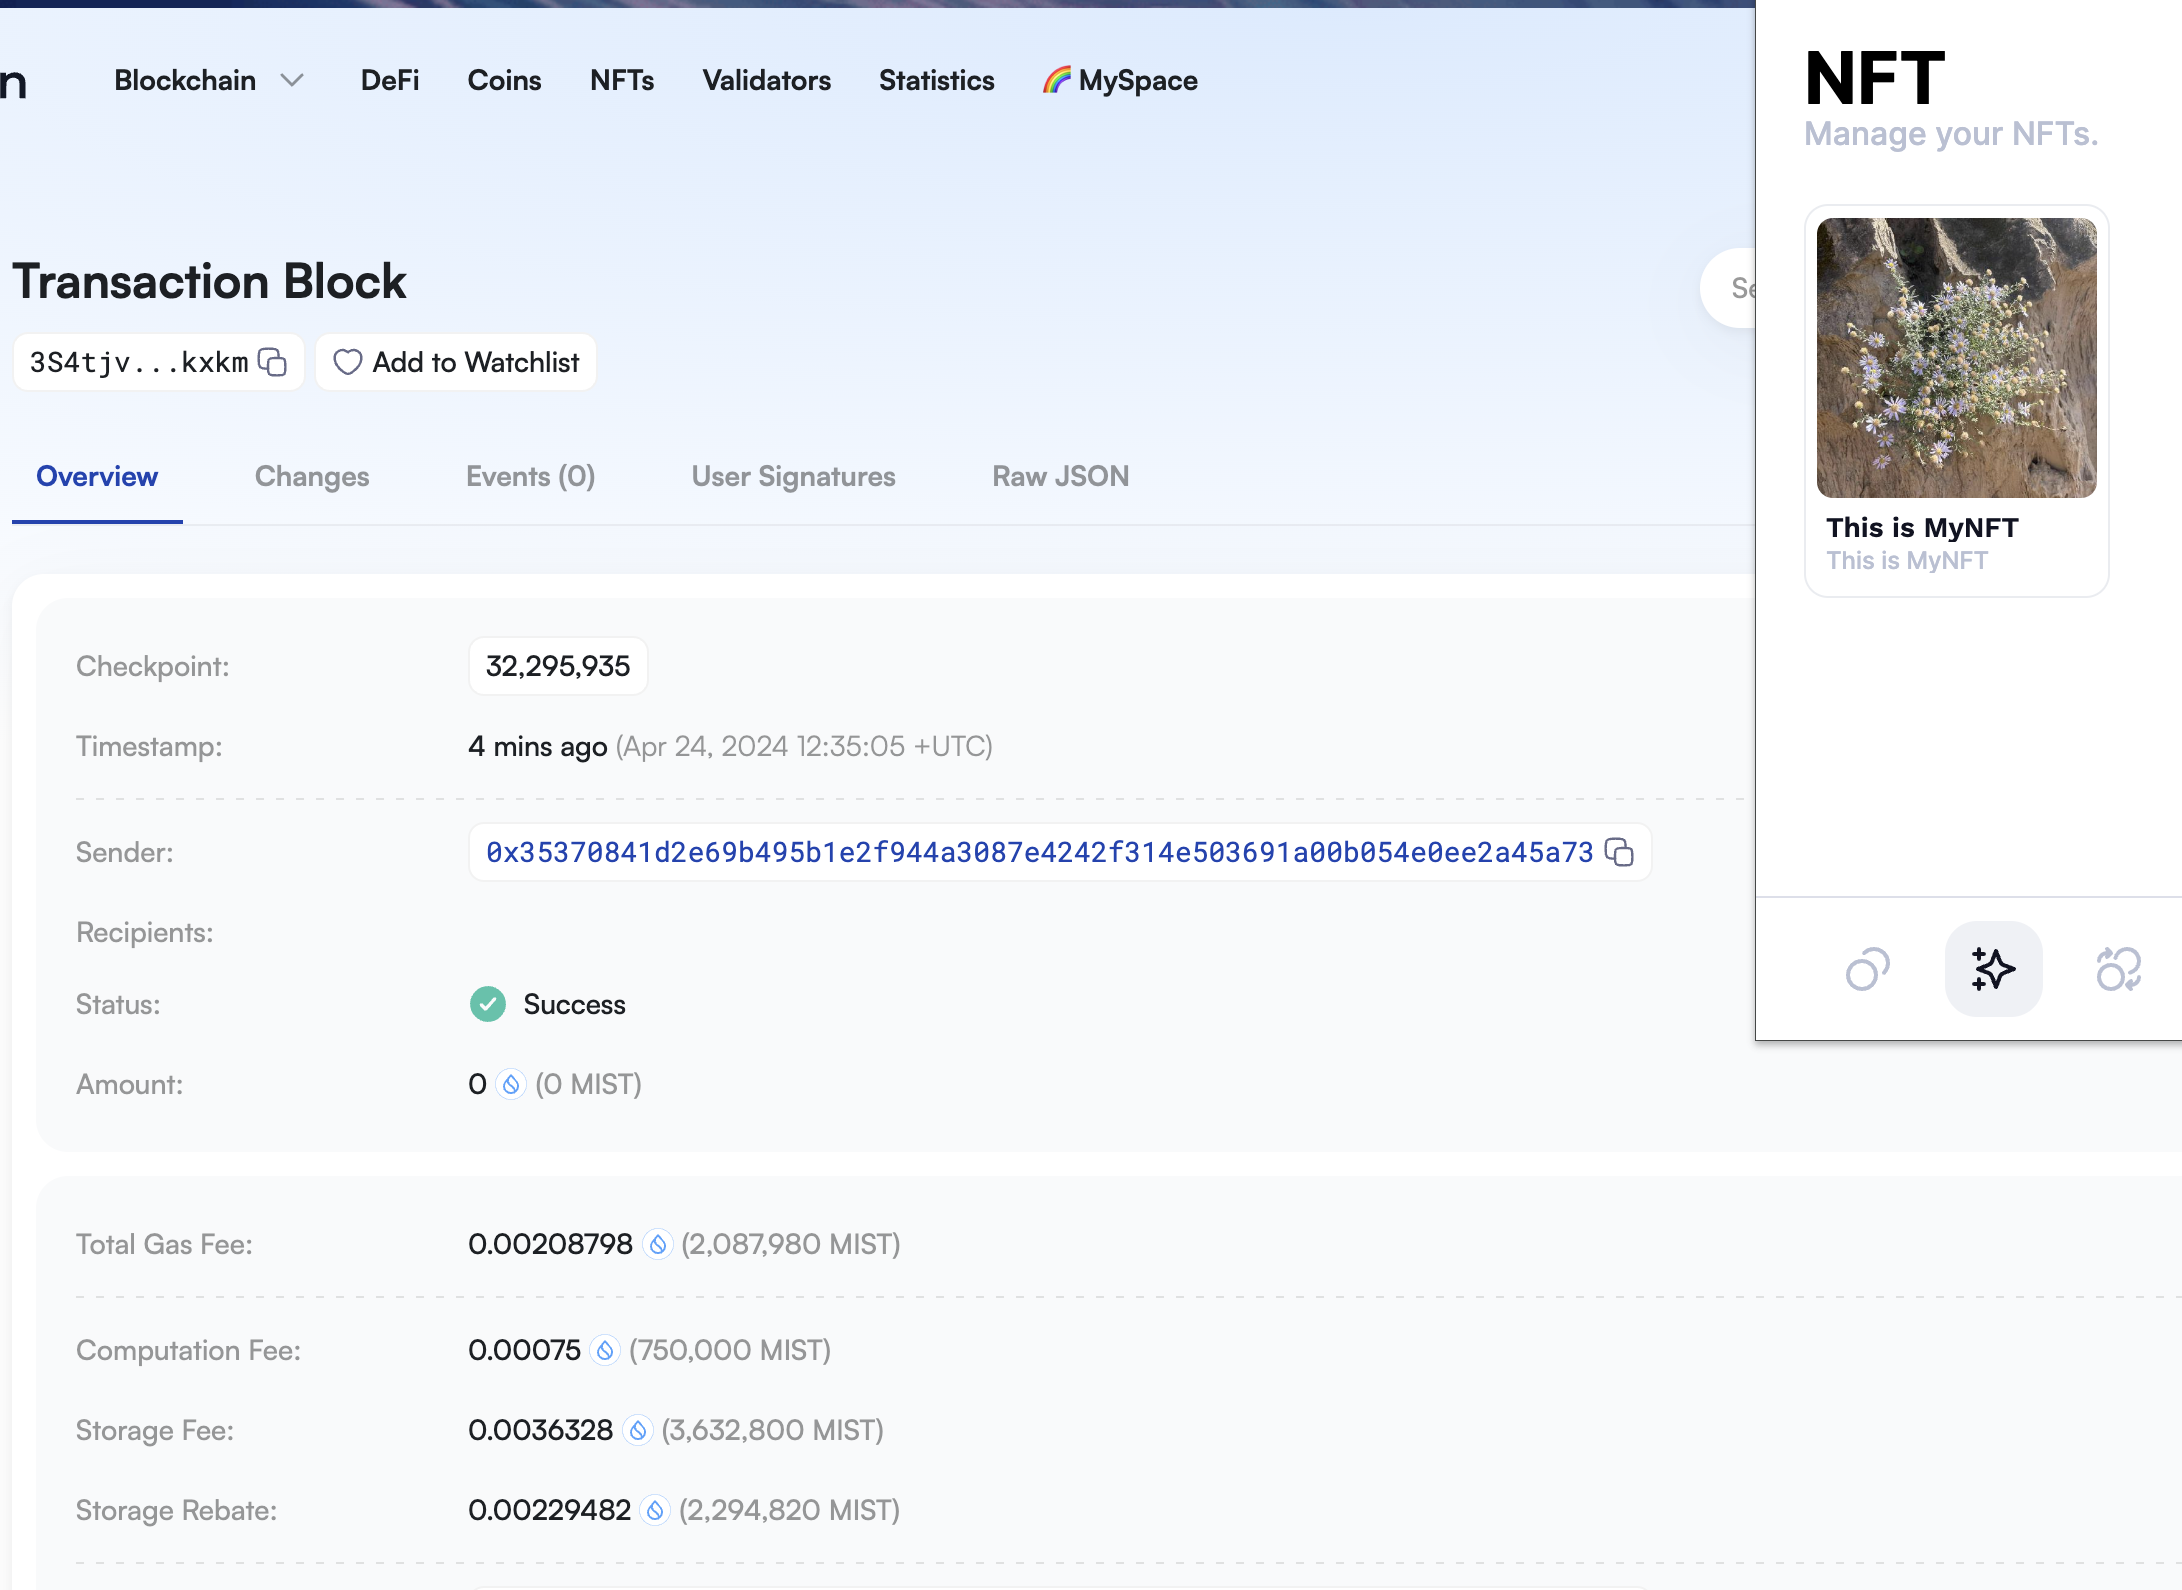 n
Blockchain DeFi Coins NFTs Validators Statistics MySpace
Transaction Block
3S4tjv...kxkm Add to Watchlist
Overview Changes Events (0) User Signatures Raw JSON
Checkpoint: 32,295,935
Timestamp: 4 mins ago (Apr 24, 2024 12:35:05 +UTC)
Sender: 0x35370841d2e69b495b1e2f944a3087e4242f314e503691a00b054e0ee2a45a73
Recipients:
Status: Success
Amount: 0 (0 MIST)
Total Gas Fee: 0.00208798 (2,087,980 MIST)
Computation Fee: 0.00075 (750,000 MIST)
Storage Fee: 0.0036328 (3,632,800 MIST)
Storage Rebate: 0.00229482 (2,294,820 MIST)
Se
NFT
Manage your NFTs.
This is MyNFT
This is MyNFT